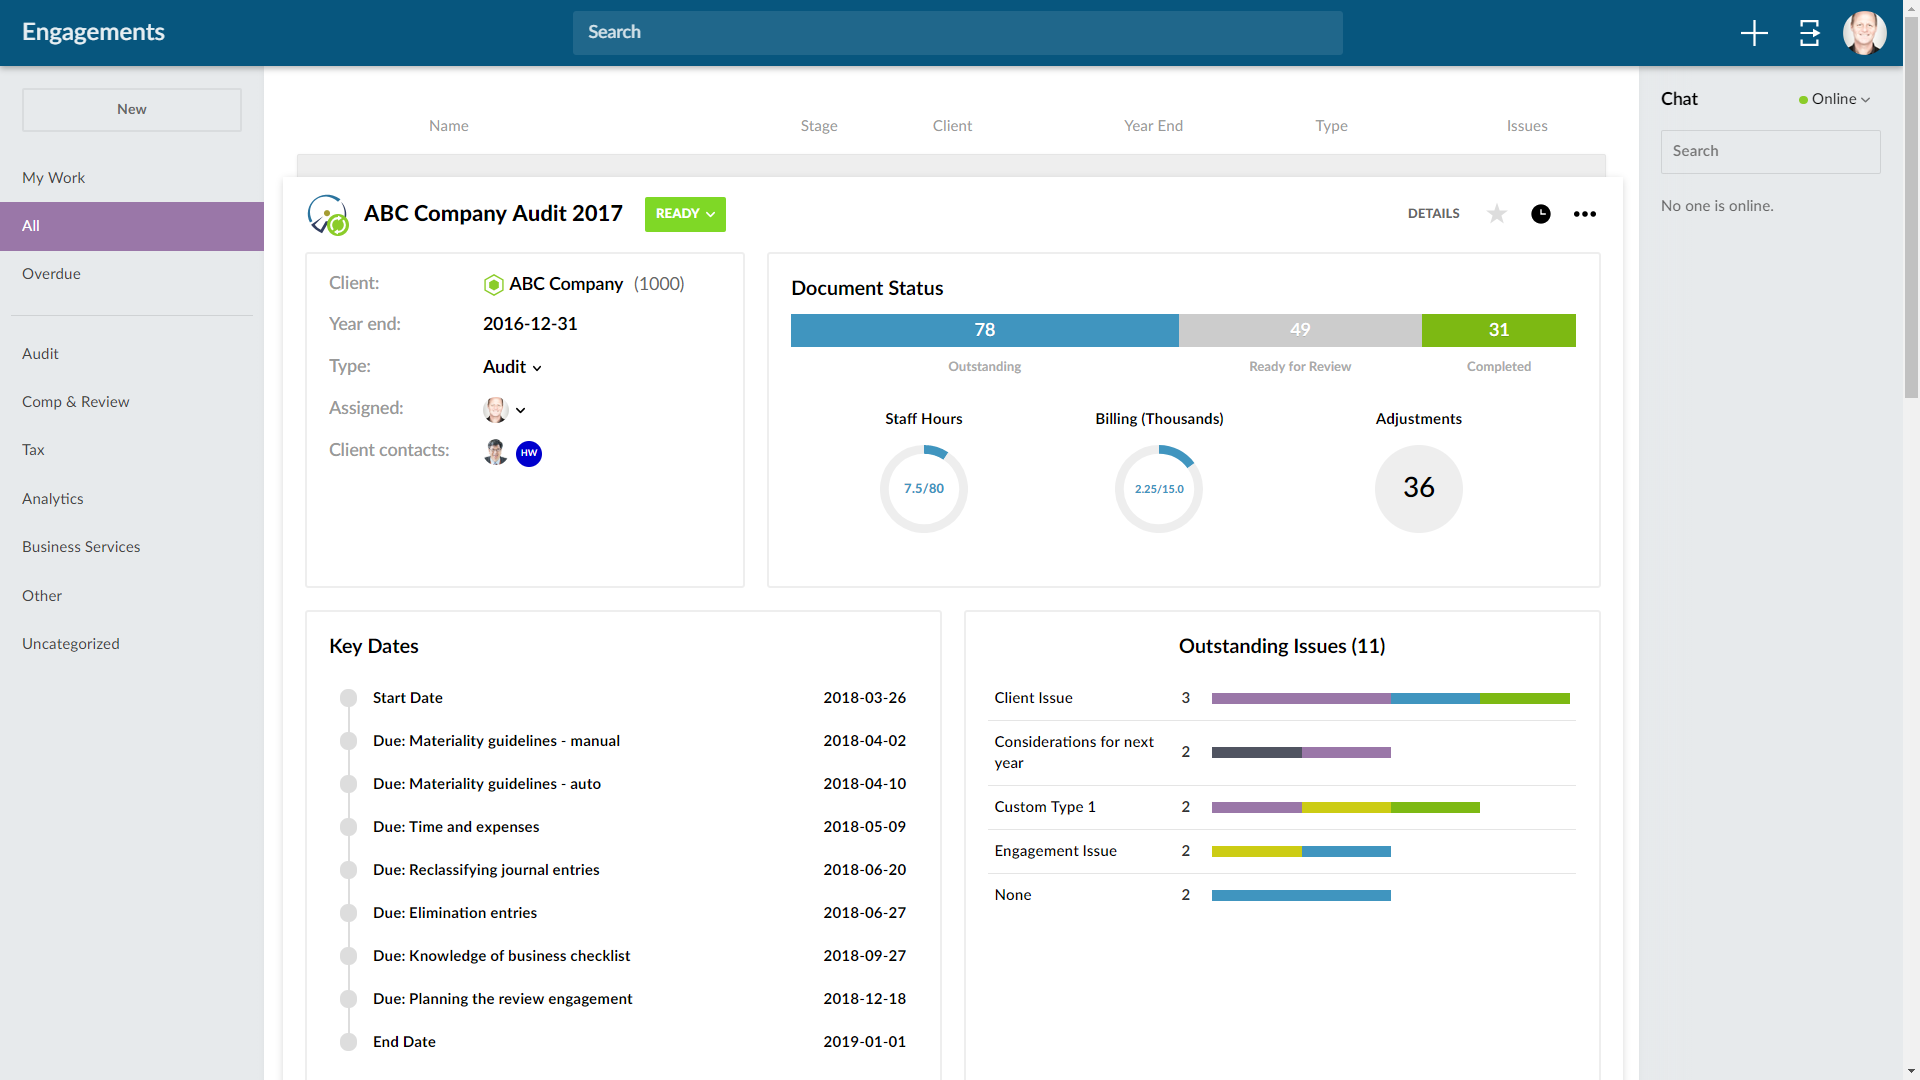 Engagements
Search
New
My Work
All
Overdue
Audit
Comp & Review
Tax
Analytics
Business Services
Other
Uncategorized
Name Stage Client Year End Type Issues
ABC Company Audit 2017 READY DETAILS
Client: ABC Company (1000)
Year end: 2016-12-31
Type: Audit
Assigned:
Client contacts: HW
Document Status
78 49 31
Outstanding Ready for Review Completed
Staff Hours Billing (Thousands) Adjustments
7.5/80 2.25/15.0 36
Key Dates
Start Date 2018-03-26
Due: Materiality guidelines - manual 2018-04-02
Due: Materiality guidelines - auto 2018-04-10
Due: Time and expenses 2018-05-09
Due: Reclassifying journal entries 2018-06-20
Due: Elimination entries 2018-06-27
Due: Knowledge of business checklist 2018-09-27
Due: Planning the review engagement 2018-12-18
End Date 2019-01-01
Outstanding Issues (11)
Client Issue 3
Considerations for next
year 2
Custom Type 1 2
Engagement Issue 2
None 2
Chat Online
Search
No one is online.